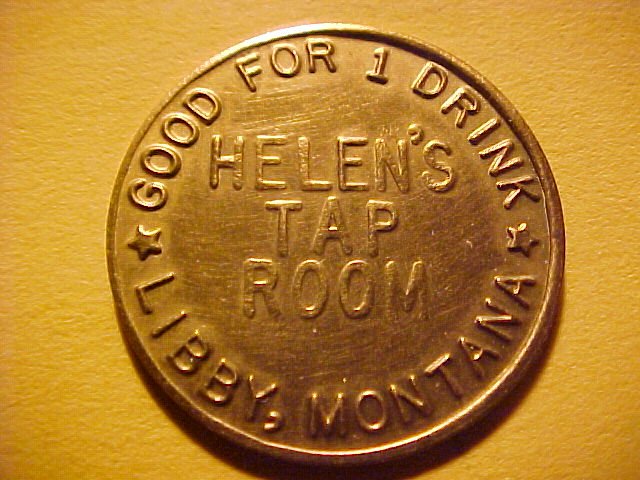 GOOD FOR 1 DRINK
HELEN'S
TAP
ROOM
LIBBY, MONTANA